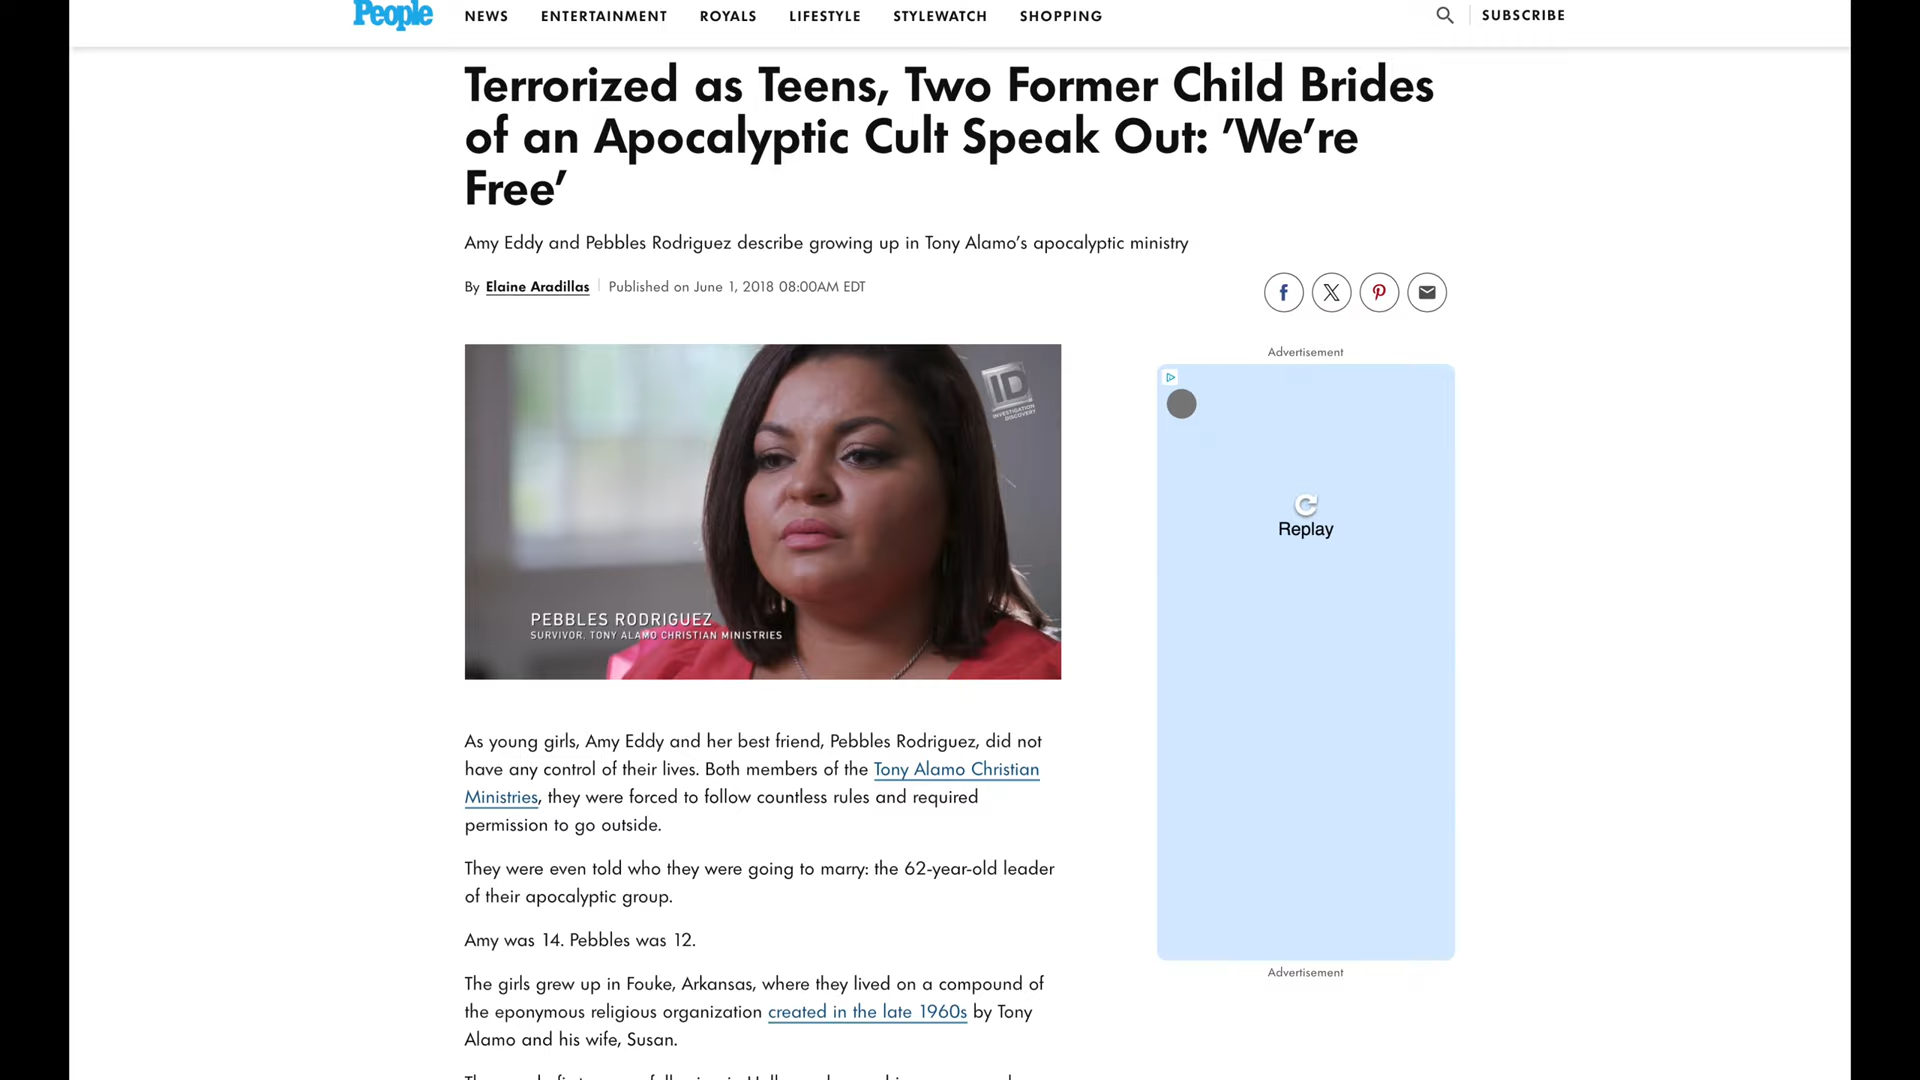 People NEWS ENTERTAINMENT ROYALS LIFESTYLE STYLEWATCH SHOPPING SUBSCRIBE
Terrorized as Teens, Two Former Child Brides
of an Apocalyptic Cult Speak Out: ’We’re
Free’
Amy Eddy and Pebbles Rodriguez describe growing up in Tony Alamo’s apocalyptic ministry
By Elaine Aradillas Published on June 1, 2018 08:00AM EDT
ID
INVESTIGATION
DISCOVERY
PEBBLES RODRIGUEZ
SURVIVOR, TONY ALAMO CHRISTIAN MINISTRIES
As young girls, Amy Eddy and her best friend, Pebbles Rodriguez, did not
have any control of their lives. Both members of the Tony Alamo Christian
Ministries, they were forced to follow countless rules and required
permission to go outside.
They were even told who they were going to marry: the 62-year-old leader
of their apocalyptic group.
Amy was 14. Pebbles was 12.
The girls grew up in Fouke, Arkansas, where they lived on a compound of
the eponymous religious organization created in the late 1960s by Tony
Alamo and his wife, Susan.
Advertisement
Replay
Advertisement